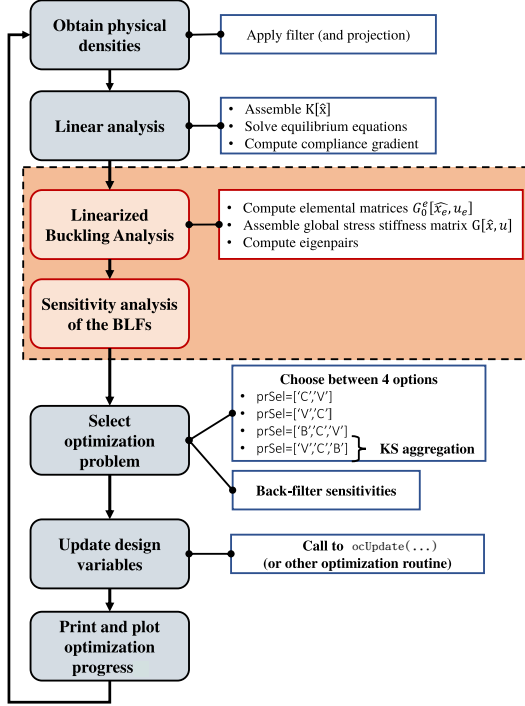 Obtain physical
densities
Apply filter (and projection)
Linear analysis
• Assemble K[x̂]
• Solve equilibrium equations
• Compute compliance gradient
Linearized
Buckling Analysis
• Compute elemental matrices G₀ᵉ[x̂ₑ, uₑ]
• Assemble global stress stiffness matrix G[x̂, u]
• Compute eigenpairs
Sensitivity analysis
of the BLFs
Select
optimization
problem
Choose between 4 options
• prSel=['C','V']
• prSel=['V','C']
• prSel=['B','C','V']
• prSel=['V','C','B']
KS aggregation
Back-filter sensitivities
Update design
variables
Call to ocUpdate(...)
(or other optimization routine)
Print and plot
optimization
progress